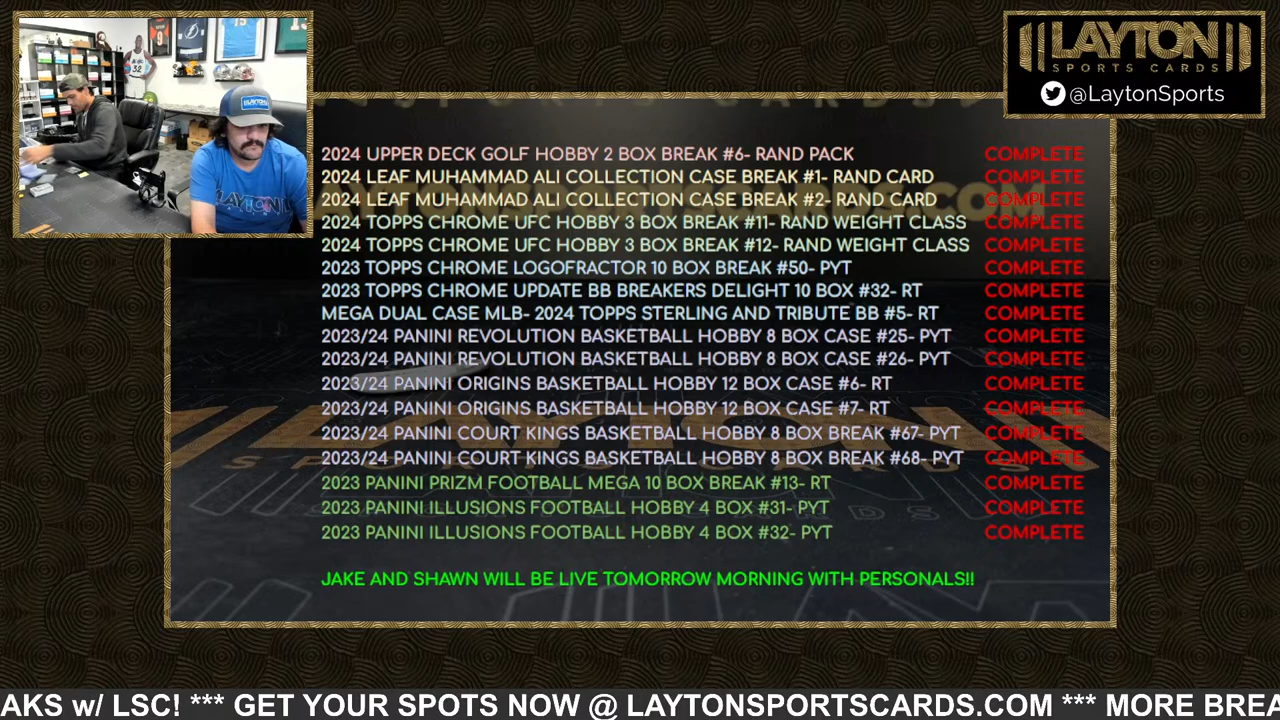 LAYTON
SPORTS CARDS
@LaytonSports
2024 UPPER DECK GOLF HOBBY 2 BOX BREAK #6- RAND PACK COMPLETE
2024 LEAF MUHAMMAD ALI COLLECTION CASE BREAK #1- RAND CARD COMPLETE
2024 LEAF MUHAMMAD ALI COLLECTION CASE BREAK #2- RAND CARD COMPLETE
2024 TOPPS CHROME UFC HOBBY 3 BOX BREAK #11- RAND WEIGHT CLASS COMPLETE
2024 TOPPS CHROME UFC HOBBY 3 BOX BREAK #12- RAND WEIGHT CLASS COMPLETE
2023 TOPPS CHROME LOGOFRACTOR 10 BOX BREAK #50- PYT COMPLETE
2023 TOPPS CHROME UPDATE BB BREAKERS DELIGHT 10 BOX #32- RT COMPLETE
MEGA DUAL CASE MLB- 2024 TOPPS STERLING AND TRIBUTE BB #5- RT COMPLETE
2023/24 PANINI REVOLUTION BASKETBALL HOBBY 8 BOX CASE #25- PYT COMPLETE
2023/24 PANINI REVOLUTION BASKETBALL HOBBY 8 BOX CASE #26- PYT COMPLETE
2023/24 PANINI ORIGINS BASKETBALL HOBBY 12 BOX CASE #6- RT COMPLETE
2023/24 PANINI ORIGINS BASKETBALL HOBBY 12 BOX CASE #7- RT COMPLETE
2023/24 PANINI COURT KINGS BASKETBALL HOBBY 8 BOX BREAK #67- PYT COMPLETE
2023/24 PANINI COURT KINGS BASKETBALL HOBBY 8 BOX BREAK #68- PYT COMPLETE
2023 PANINI PRIZM FOOTBALL MEGA 10 BOX BREAK #13- RT COMPLETE
2023 PANINI ILLUSIONS FOOTBALL HOBBY 4 BOX #31- PYT COMPLETE
2023 PANINI ILLUSIONS FOOTBALL HOBBY 4 BOX #32- PYT COMPLETE
JAKE AND SHAWN WILL BE LIVE TOMORROW MORNING WITH PERSONALS!!
AKS w/ LSC! *** GET YOUR SPOTS NOW @ LAYTONSPORTSCARDS.COM *** MORE BREA